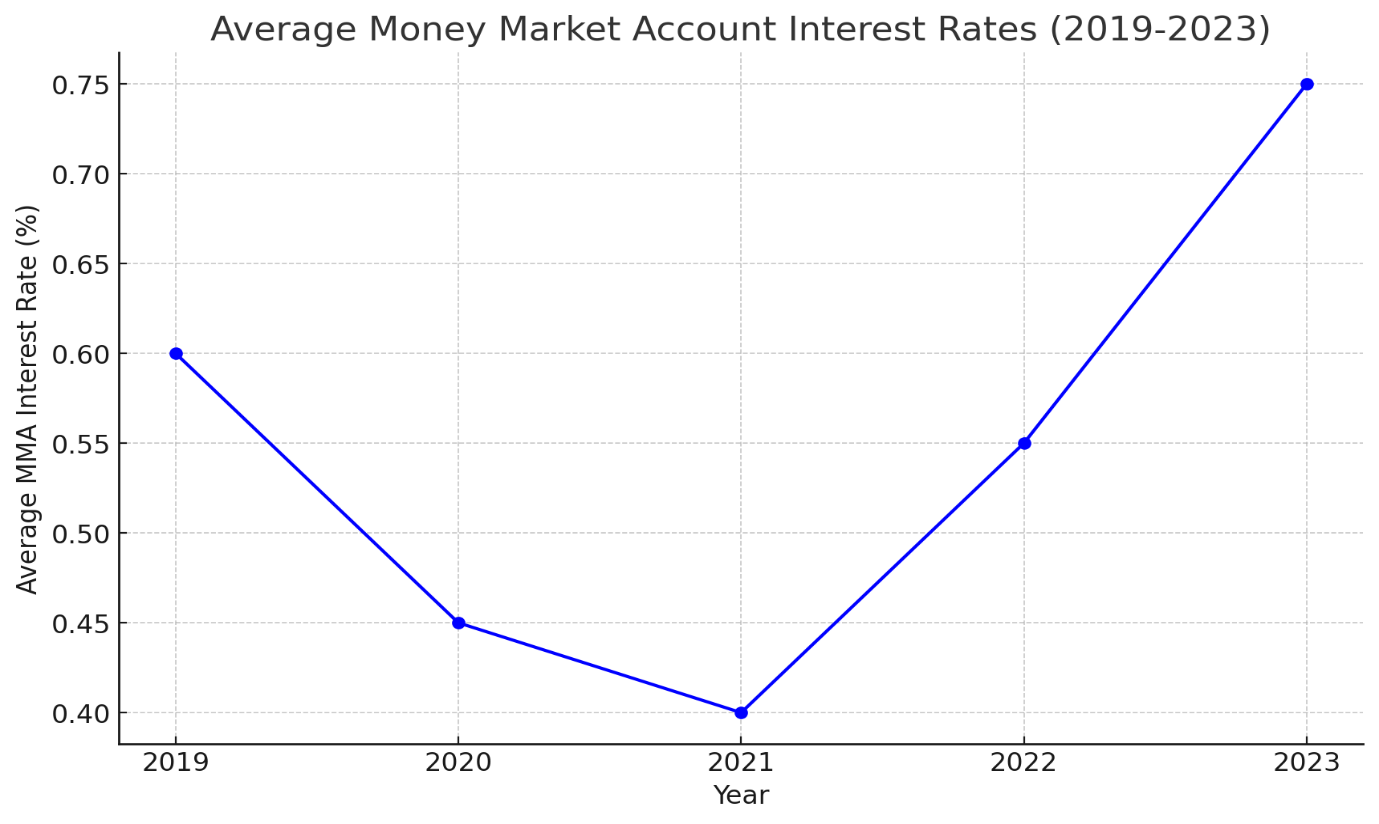 Average Money Market Account Interest Rates (2019-2023)
Average MMA Interest Rate (%)
0.75
0.70
0.65
0.60
0.55
0.50
0.45
0.40
2019 2020 2021 2022 2023
Year